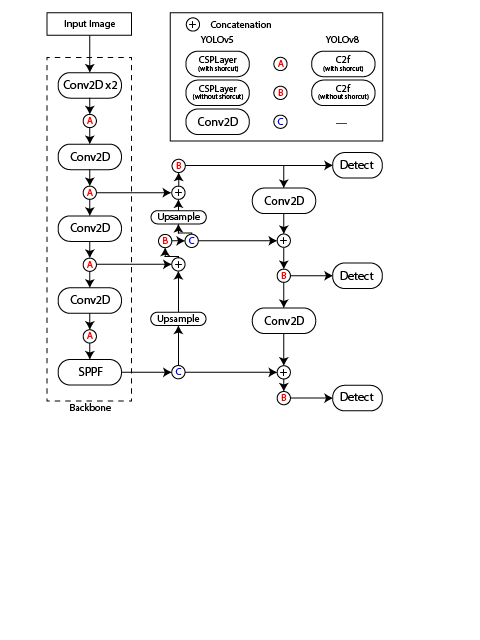 Input Image
Concatenation
YOLOv5 YOLOv8
CSPLayer A C2f
(with shorcut) (with shorcut)
CSPLayer B C2f
(without shorcut) (without shorcut)
Conv2D C —
Conv2D x2
A
Conv2D
B Detect
A
Conv2D
Upsample
Conv2D
B C
A
B Detect
Conv2D
Upsample Conv2D
A
SPPF C
B Detect
Backbone